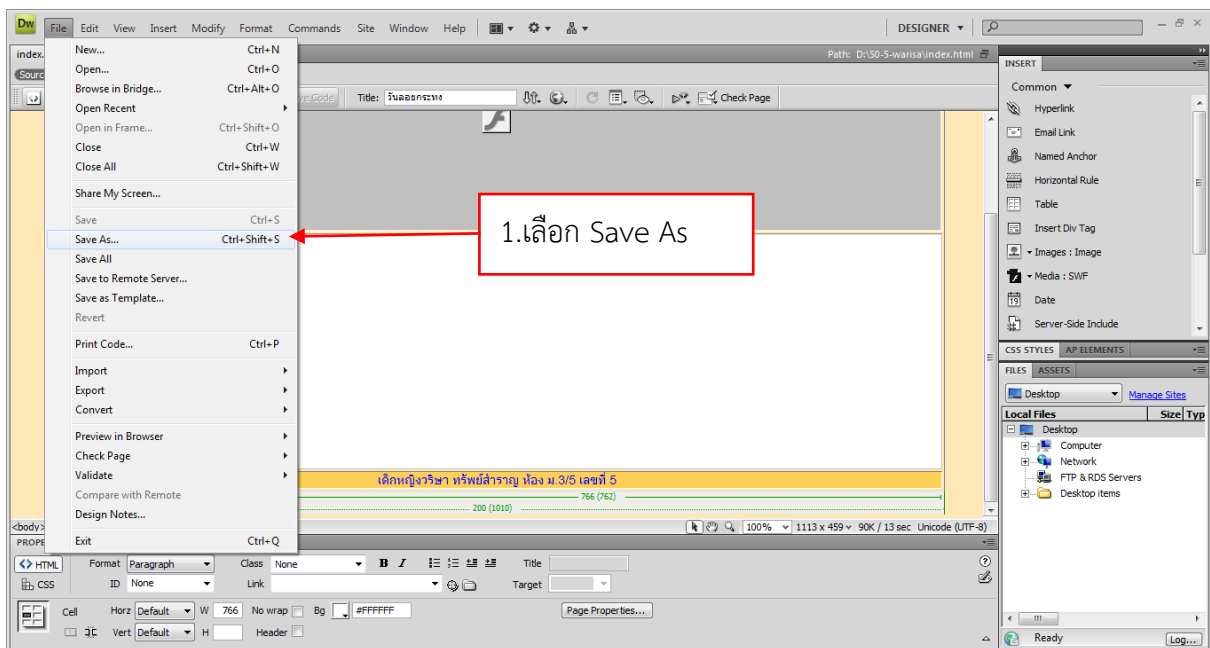 Dw File Edit View Insert Modify Format Commands Site Window Help DESIGNER
index. Path: D:\50-5-warisa\index.html
Title: วันลอยกระทง Check Page
New... Ctrl+N
Open... Ctrl+O
Browse in Bridge... Ctrl+Alt+O
Open Recent
Open in Frame... Ctrl+Shift+O
Close Ctrl+W
Close All Ctrl+Shift+W
Share My Screen...
Save Ctrl+S
Save As... Ctrl+Shift+S
Save All
Save to Remote Server...
Save as Template...
Revert
Print Code... Ctrl+P
Import
Export
Convert
Preview in Browser
Check Page
Validate
Compare with Remote
Design Notes...
Exit Ctrl+Q
1.เลือก Save As
เด็กหญิงวริษา ทรัพย์สำราญ ห้อง ม.3/5 เลขที่ 5
766 (762)
200 (1010)
<body> 100% 1113 x 459 90K / 13 sec Unicode (UTF-8)
PROPE
HTML Format Paragraph Class None B I Title
CSS ID None Link Target
Cell Horz Default W 766 No wrap Bg #FFFFFF Page Properties...
Vert Default H Header
INSERT
Common
Hyperlink
Email Link
Named Anchor
Horizontal Rule
Table
Insert Div Tag
Images : Image
Media : SWF
19 Date
Server-Side Include
CSS STYLES AP ELEMENTS
FILES ASSETS
Desktop Manage Sites
Local Files Size Typ
Desktop
Computer
Network
FTP & RDS Servers
Desktop items
Ready Log...